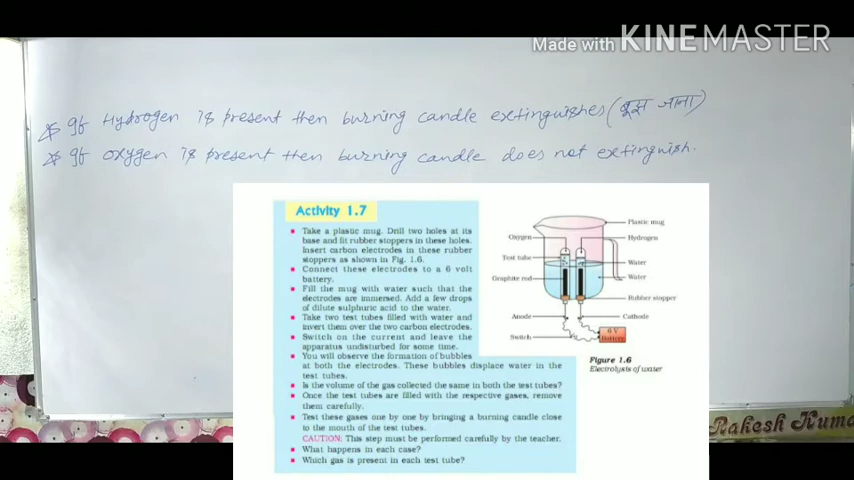 Made with KINEMASTER
* If Hydrogen is present then burning candle extinguishes (बूझ जाना)
* If oxygen is present then burning candle does not extinguish.
Activity 1.7
▪ Take a plastic mug. Drill two holes at its
base and fit rubber stoppers in these holes.
Insert carbon electrodes in these rubber
stoppers as shown in Fig. 1.6.
▪ Connect these electrodes to a 6 volt
battery.
▪ Fill the mug with water such that the
electrodes are immersed. Add a few drops
of dilute sulphuric acid to the water.
▪ Take two test tubes filled with water and
invert them over the two carbon electrodes.
▪ Switch on the current and leave the
apparatus undisturbed for some time.
▪ You will observe the formation of bubbles
at both the electrodes. These bubbles displace water in the
test tubes.
▪ Is the volume of the gas collected the same in both the test tubes?
▪ Once the test tubes are filled with the respective gases, remove
them carefully.
▪ Test these gases one by one by bringing a burning candle close
to the mouth of the test tubes.
CAUTION: This step must be performed carefully by the teacher.
▪ What happens in each case?
▪ Which gas is present in each test tube?
Plastic mug
Oxygen
Hydrogen
Test tube
Water
Graphite rod
Water
Rubber stopper
Anode
Cathode
Switch
6 V
Battery
Figure 1.6
Electrolysis of water
Rakesh Kuma